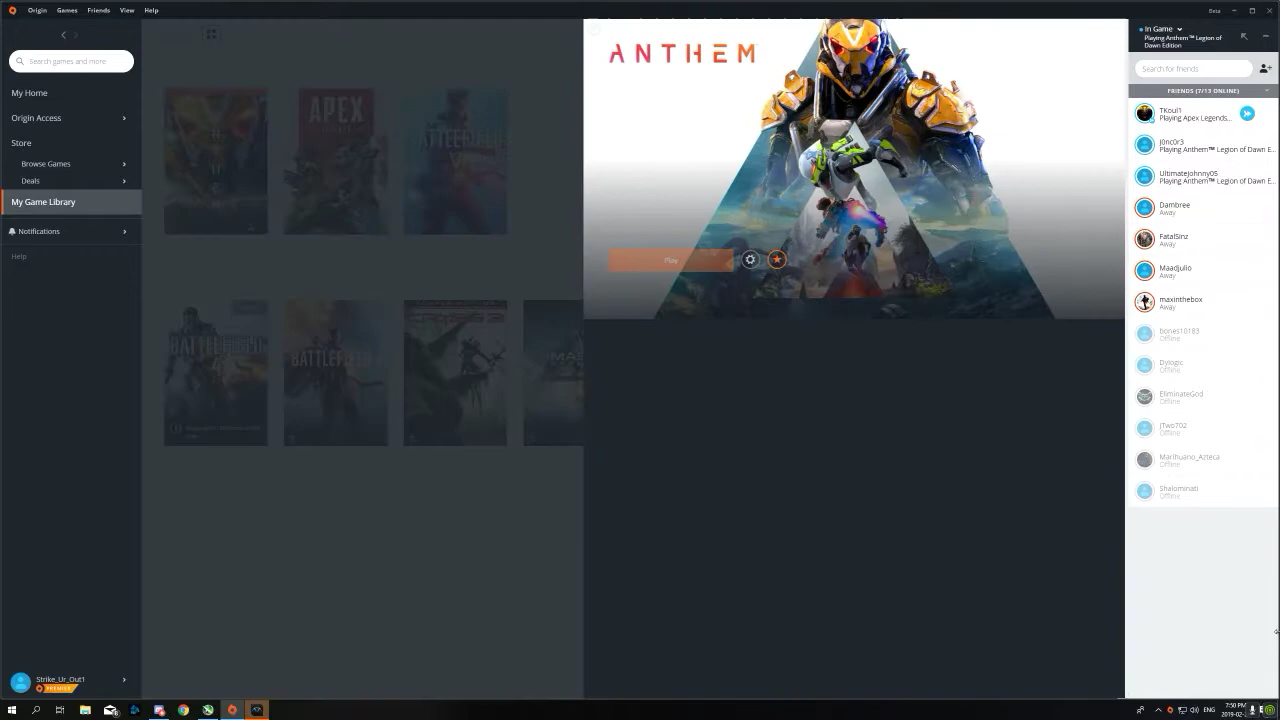 Origin
Games
Friends
View
Help
Beta
Search games and more
My Home
Origin Access
Store
Browse Games
Deals
My Game Library
Notifications
Help
APEX
BATTLEFIELD
ANTHEM
Play
In Game
Playing Anthem™ Legion of
Dawn Edition
Search for friends
FRIENDS (7/13 ONLINE)
TKoul1
Playing Apex Legends...
J0nc0r3
Playing Anthem™ Legion of Dawn E...
UltimateJohnny05
Playing Anthem™ Legion of Dawn E...
Dambree
Away
FatalSinz
Away
Maadjulio
Away
maxinthebox
Away
bones10183
Offline
Dylogic
Offline
EliminateGod
Offline
JTwo702
Offline
Marihuano_Azteca
Offline
Shalominati
Offline
Strike_Ur_Out1
PREMIER
ENG
7:50 PM
2019-02-